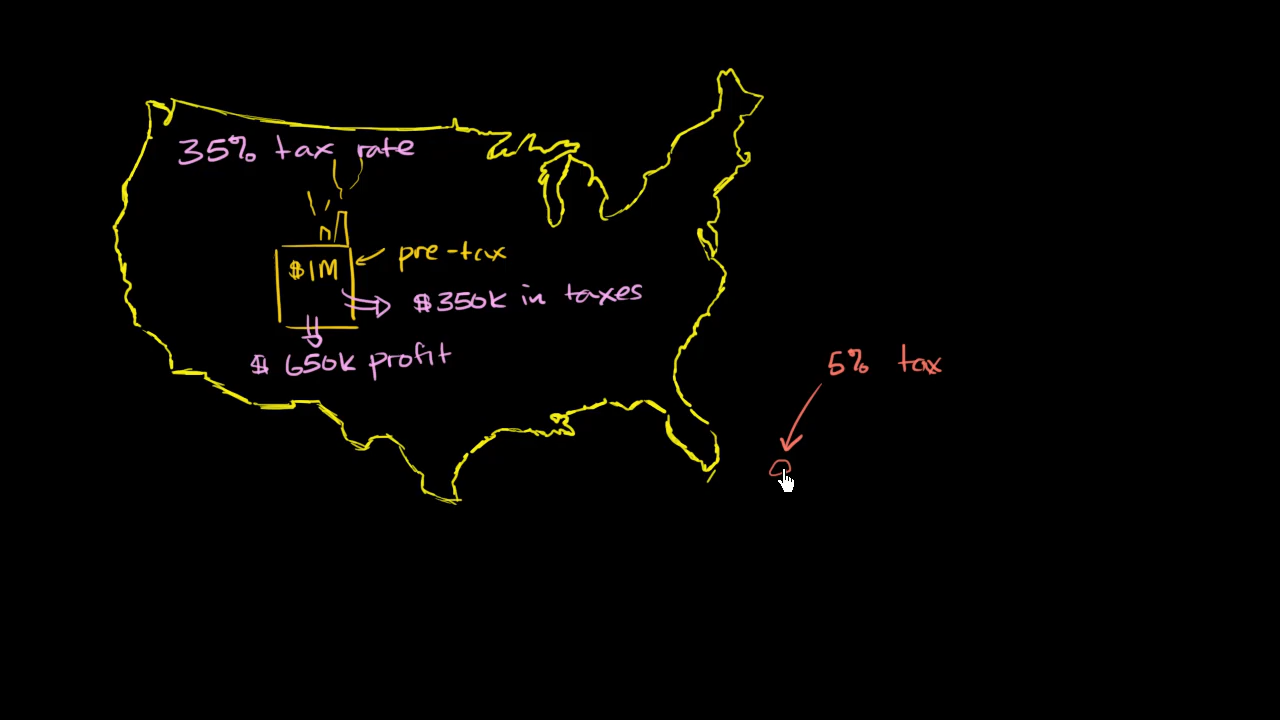 35% tax rate
$1M
pre-tax
$350k in taxes
$ 650k profit
5% tax